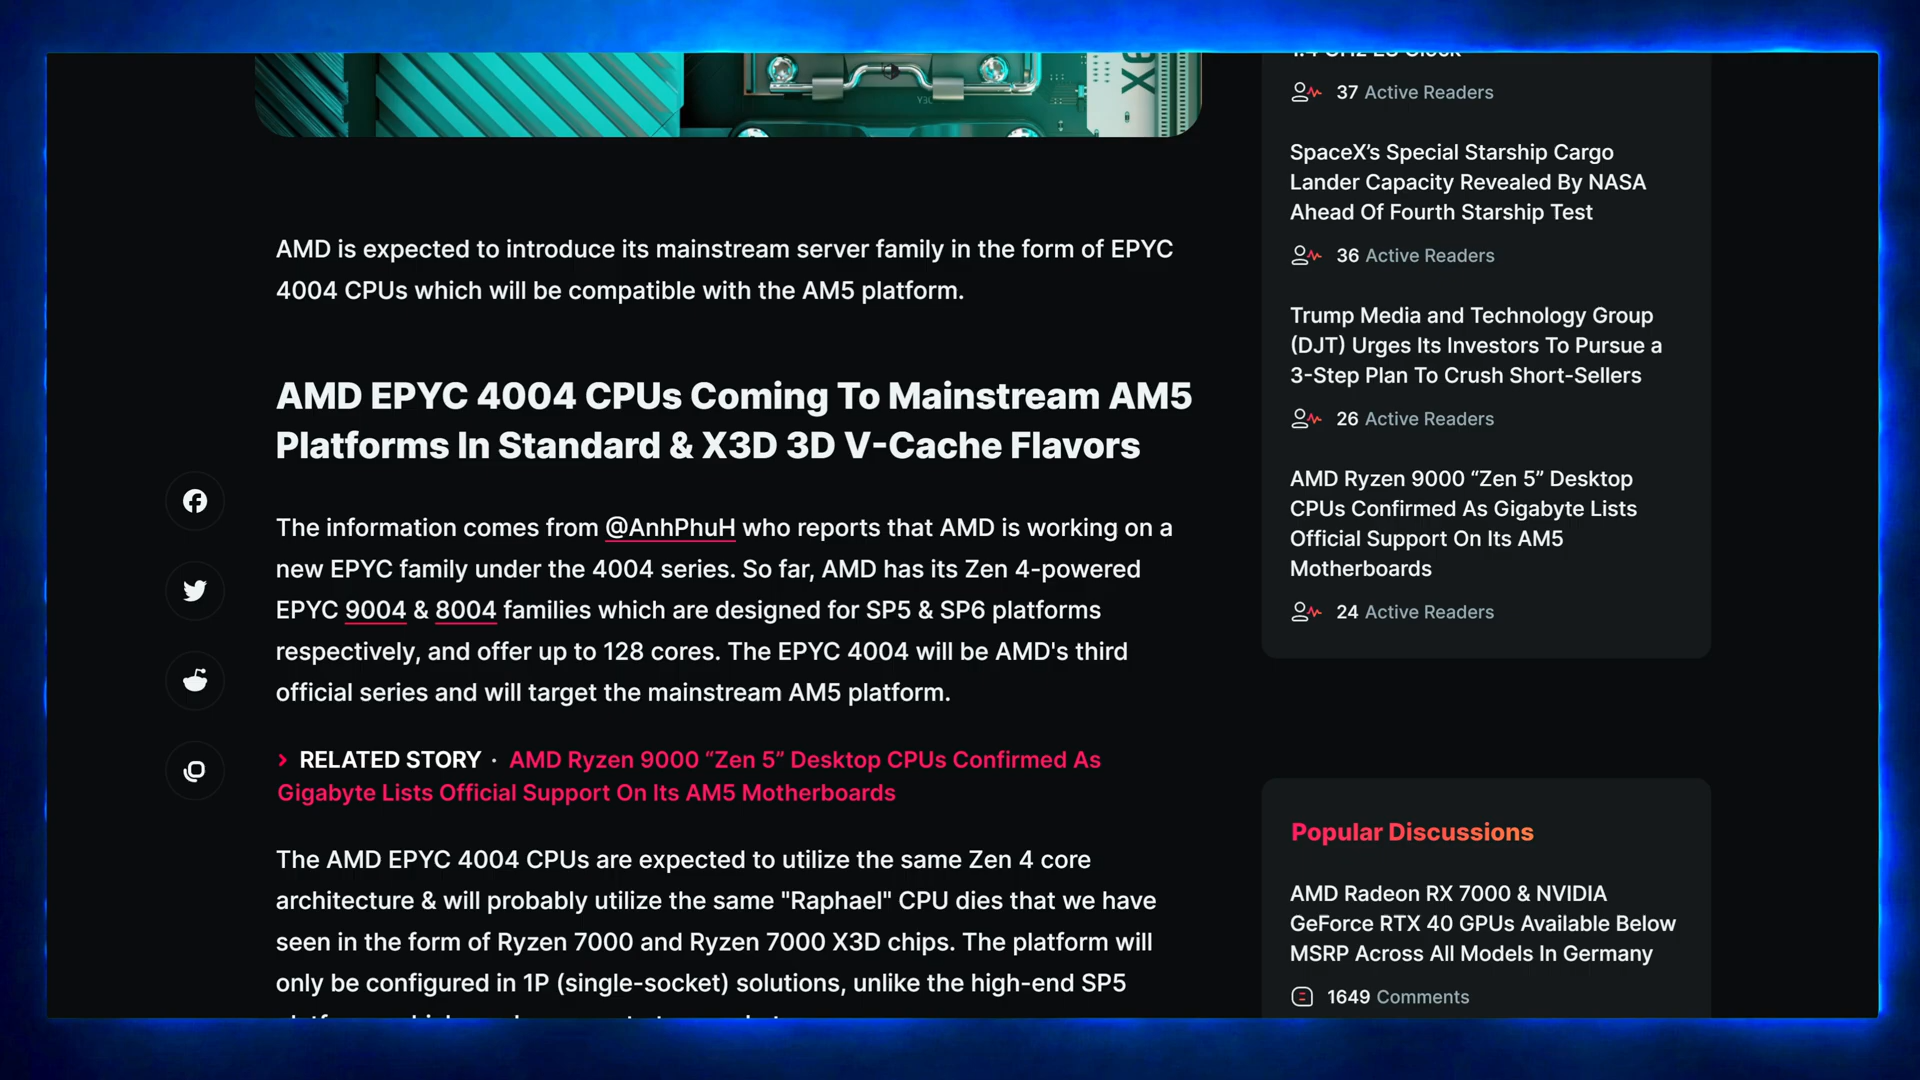 AMD is expected to introduce its mainstream server family in the form of EPYC
4004 CPUs which will be compatible with the AM5 platform.
AMD EPYC 4004 CPUs Coming To Mainstream AM5
Platforms In Standard & X3D 3D V-Cache Flavors
The information comes from @AnhPhuH who reports that AMD is working on a
new EPYC family under the 4004 series. So far, AMD has its Zen 4-powered
EPYC 9004 & 8004 families which are designed for SP5 & SP6 platforms
respectively, and offer up to 128 cores. The EPYC 4004 will be AMD's third
official series and will target the mainstream AM5 platform.
RELATED STORY · AMD Ryzen 9000 “Zen 5” Desktop CPUs Confirmed As
Gigabyte Lists Official Support On Its AM5 Motherboards
The AMD EPYC 4004 CPUs are expected to utilize the same Zen 4 core
architecture & will probably utilize the same "Raphael" CPU dies that we have
seen in the form of Ryzen 7000 and Ryzen 7000 X3D chips. The platform will
only be configured in 1P (single-socket) solutions, unlike the high-end SP5
37 Active Readers
SpaceX’s Special Starship Cargo
Lander Capacity Revealed By NASA
Ahead Of Fourth Starship Test
36 Active Readers
Trump Media and Technology Group
(DJT) Urges Its Investors To Pursue a
3-Step Plan To Crush Short-Sellers
26 Active Readers
AMD Ryzen 9000 “Zen 5” Desktop
CPUs Confirmed As Gigabyte Lists
Official Support On Its AM5
Motherboards
24 Active Readers
Popular Discussions
AMD Radeon RX 7000 & NVIDIA
GeForce RTX 40 GPUs Available Below
MSRP Across All Models In Germany
1649 Comments